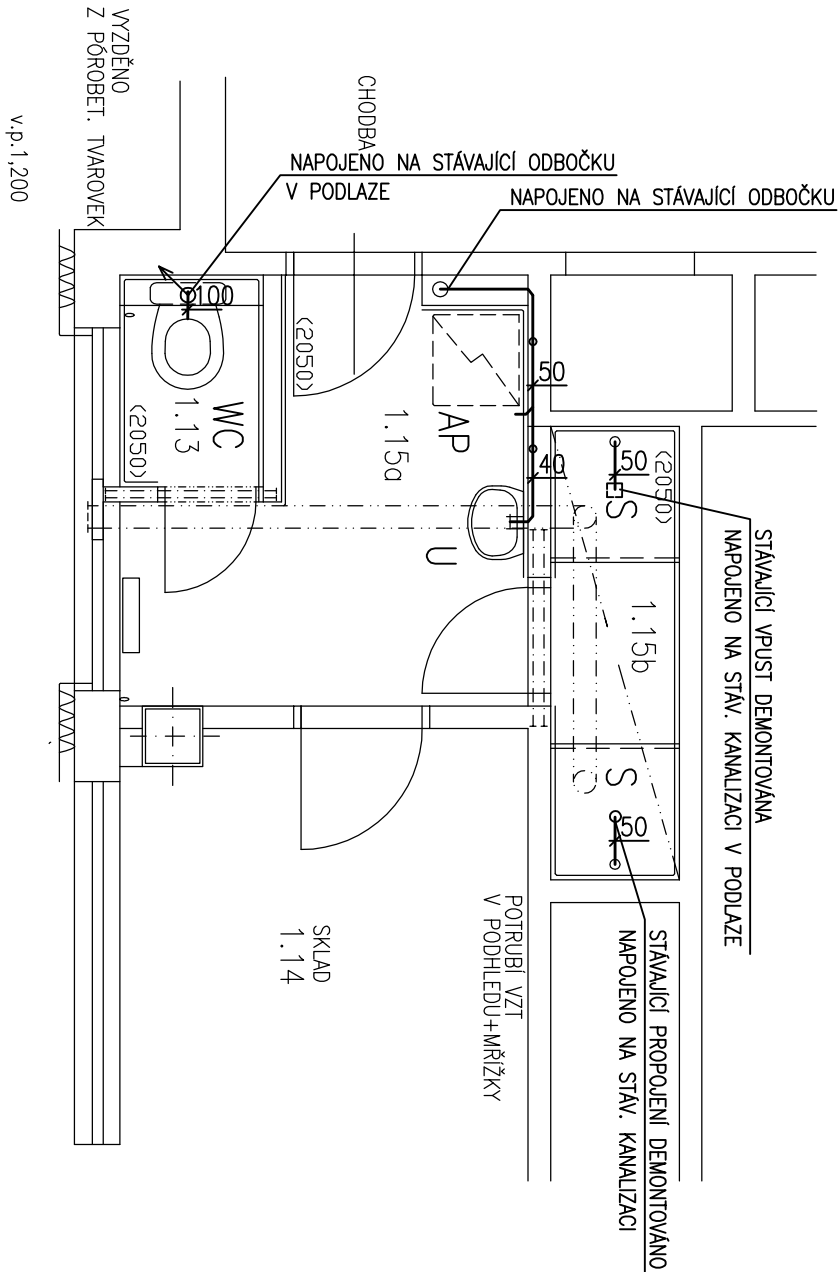 VYZDĚNO
Z PÓROBET. TVAROVEK
v.p.1,200
CHODBA
NAPOJENO NA STÁVAJÍCÍ ODBOČKU
V PODLAZE
NAPOJENO NA STÁVAJÍCÍ ODBOČKU
100
(2050)
50
WC
1.13
(2050)
AP
1.15a
40
50
(2050)
S
U
1.15b
STÁVAJÍCÍ VPUST DEMONTOVÁNA
NAPOJENO NA STÁV. KANALIZACI V PODLAZE
S
50
POTRUBÍ VZT
V PODHLEDU+MŘÍŽKY
SKLAD
1.14
STÁVAJÍCÍ PROPOJENÍ DEMONTOVÁNO
NAPOJENO NA STÁV. KANALIZACI